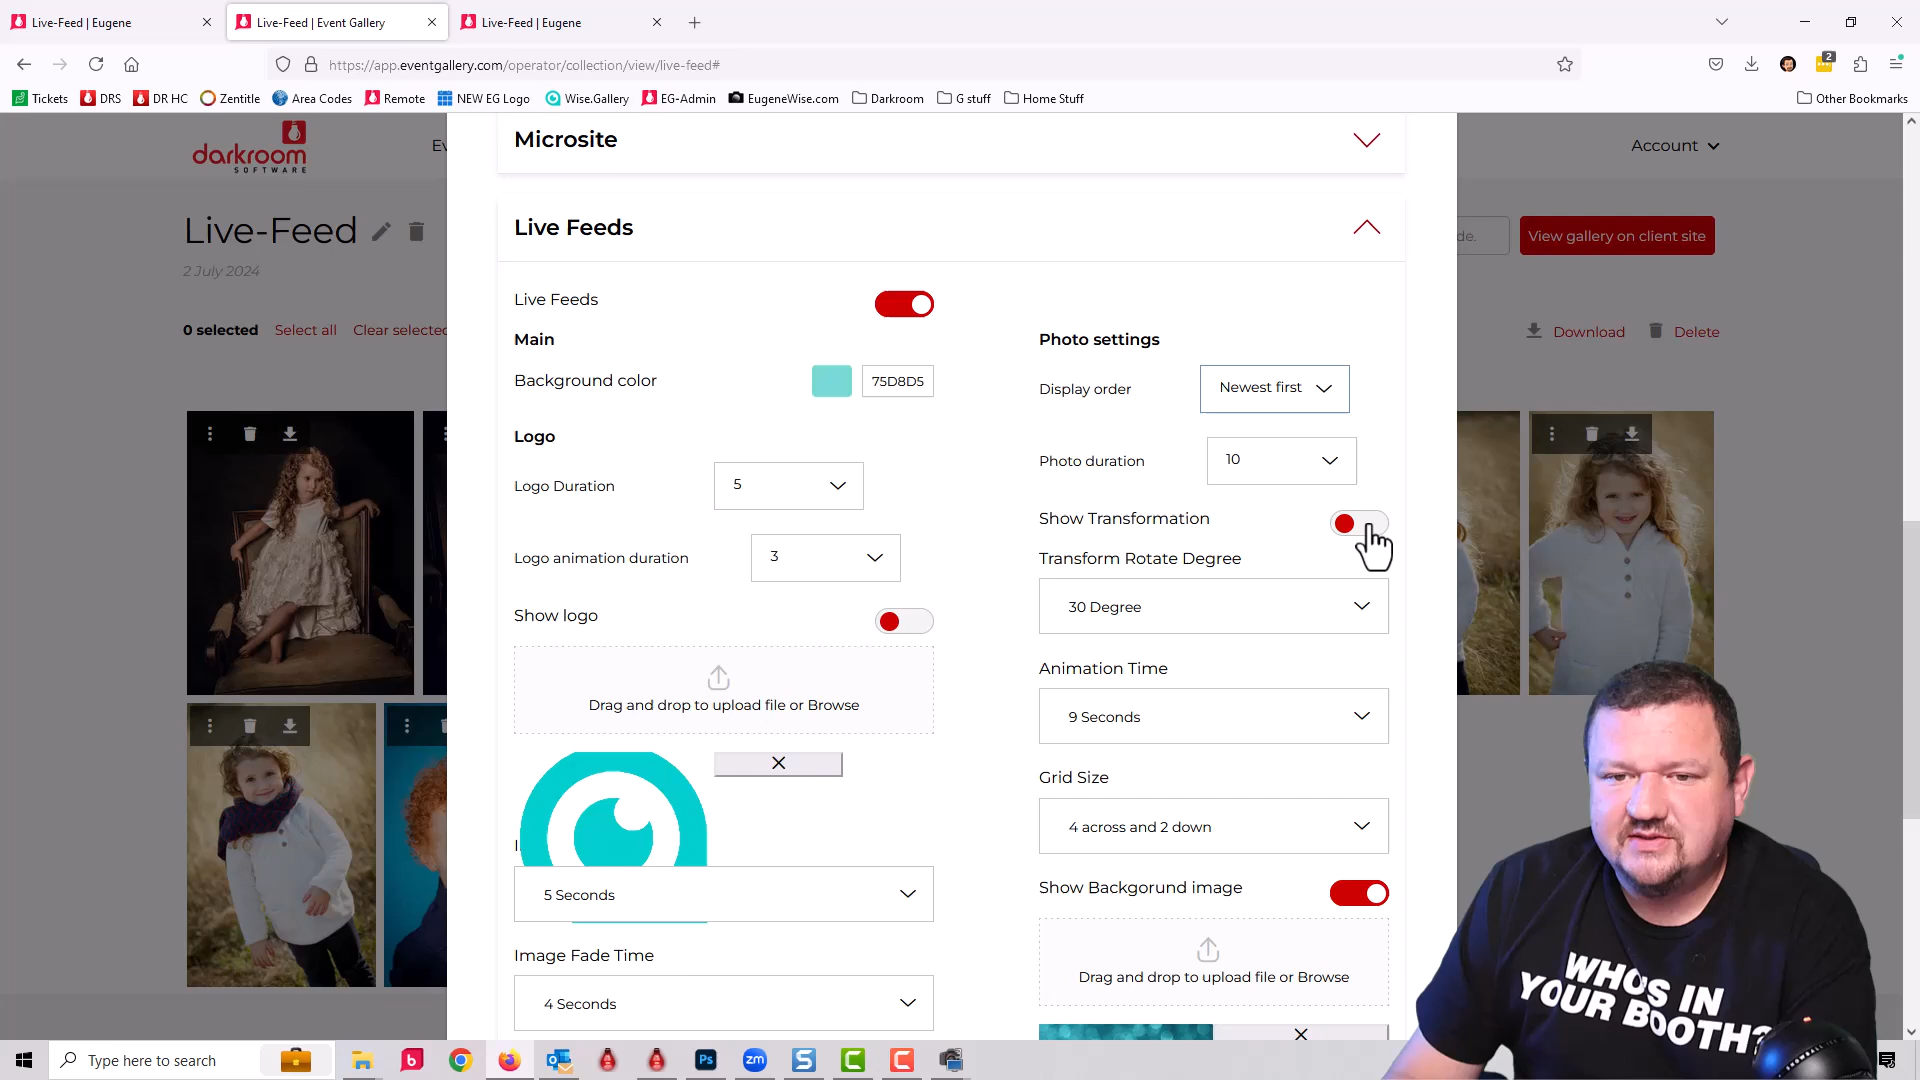 Live-Feed | Eugene
Live-Feed | Event Gallery
Live-Feed | Eugene
https://app.eventgallery.com/operator/collection/view/live-feed#
2
Tickets
DRS
DR HC
Zentitle
Area Codes
Remote
NEW EG Logo
Wise.Gallery
EG-Admin
EugeneWise.com
Darkroom
G stuff
Home Stuff
Other Bookmarks
darkroom
SOFTWARE
Ev
Account
Microsite
Live-Feed
2 July 2024
de.
View gallery on client site
Live Feeds
0 selected
Select all
Clear selected
Download
Delete
Live Feeds
Main
Background color
75D8D5
Logo
Logo Duration
5
Logo animation duration
3
Show logo
Drag and drop to upload file or Browse
5 Seconds
Image Fade Time
4 Seconds
Photo settings
Display order
Newest first
Photo duration
10
Show Transformation
Transform Rotate Degree
30 Degree
Animation Time
9 Seconds
Grid Size
4 across and 2 down
Show Backgorund image
Drag and drop to upload file or Browse
WHO'S IN
YOUR BOOTH?
Type here to search
b
Ps
zm
S
C
C